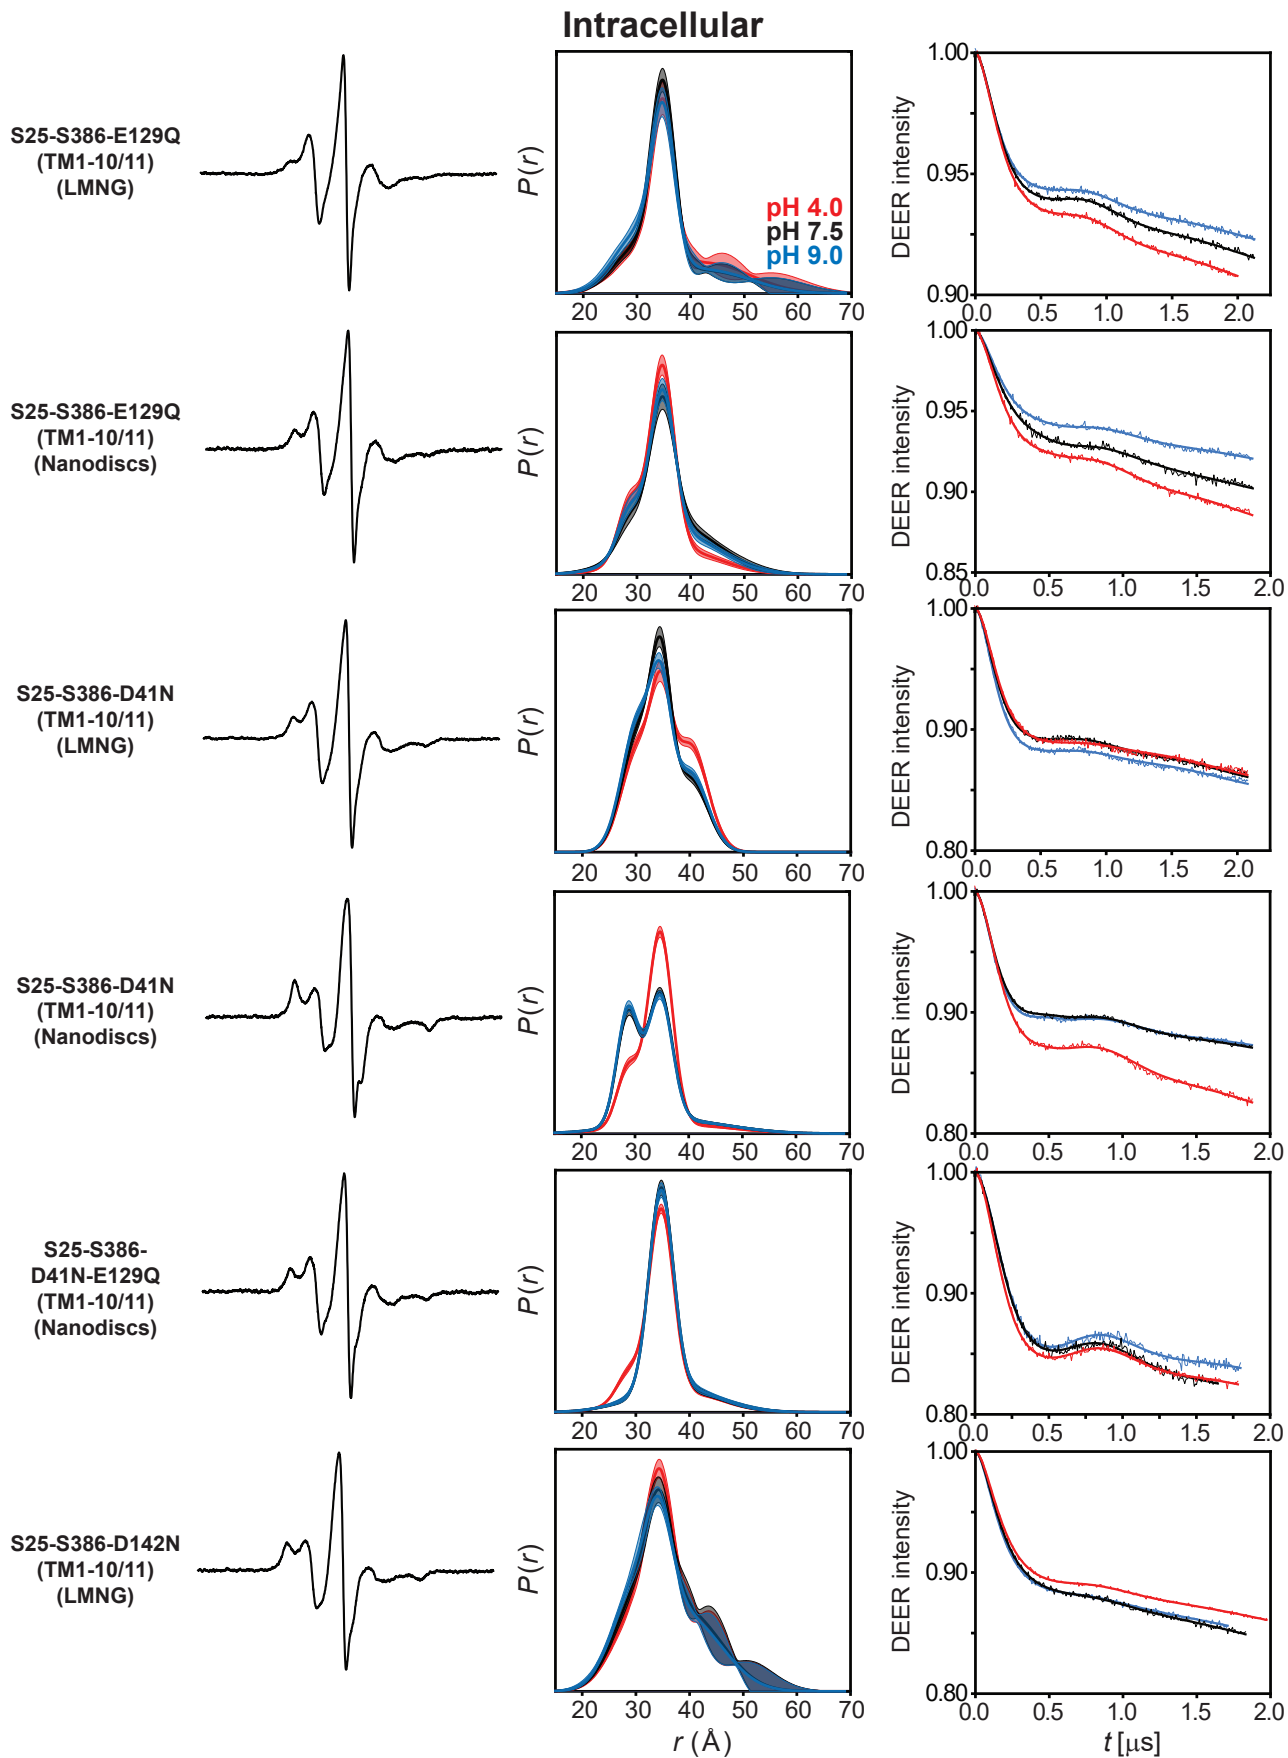 Intracellular
S25-S386-E129Q
(TM1-10/11)
(LMNG)
P(r)
pH 4.0
pH 7.5
pH 9.0
20 30 40 50 60 70
DEER intensity
1.00
0.95
0.90
0.0 0.5 1.0 1.5 2.0
S25-S386-E129Q
(TM1-10/11)
(Nanodiscs)
P(r)
20 30 40 50 60 70
DEER intensity
1.00
0.95
0.90
0.85
0.0 0.5 1.0 1.5 2.0
S25-S386-D41N
(TM1-10/11)
(LMNG)
P(r)
20 30 40 50 60 70
DEER intensity
1.00
0.90
0.80
0.0 0.5 1.0 1.5 2.0
S25-S386-D41N
(TM1-10/11)
(Nanodiscs)
P(r)
20 30 40 50 60 70
DEER intensity
1.00
0.90
0.80
0.0 0.5 1.0 1.5 2.0
S25-S386-
D41N-E129Q
(TM1-10/11)
(Nanodiscs)
P(r)
20 30 40 50 60 70
DEER intensity
1.00
0.90
0.80
0.0 0.5 1.0 1.5 2.0
S25-S386-D142N
(TM1-10/11)
(LMNG)
P(r)
20 30 40 50 60 70
r (Å)
DEER intensity
1.00
0.90
0.80
0.0 0.5 1.0 1.5 2.0
t [μs]